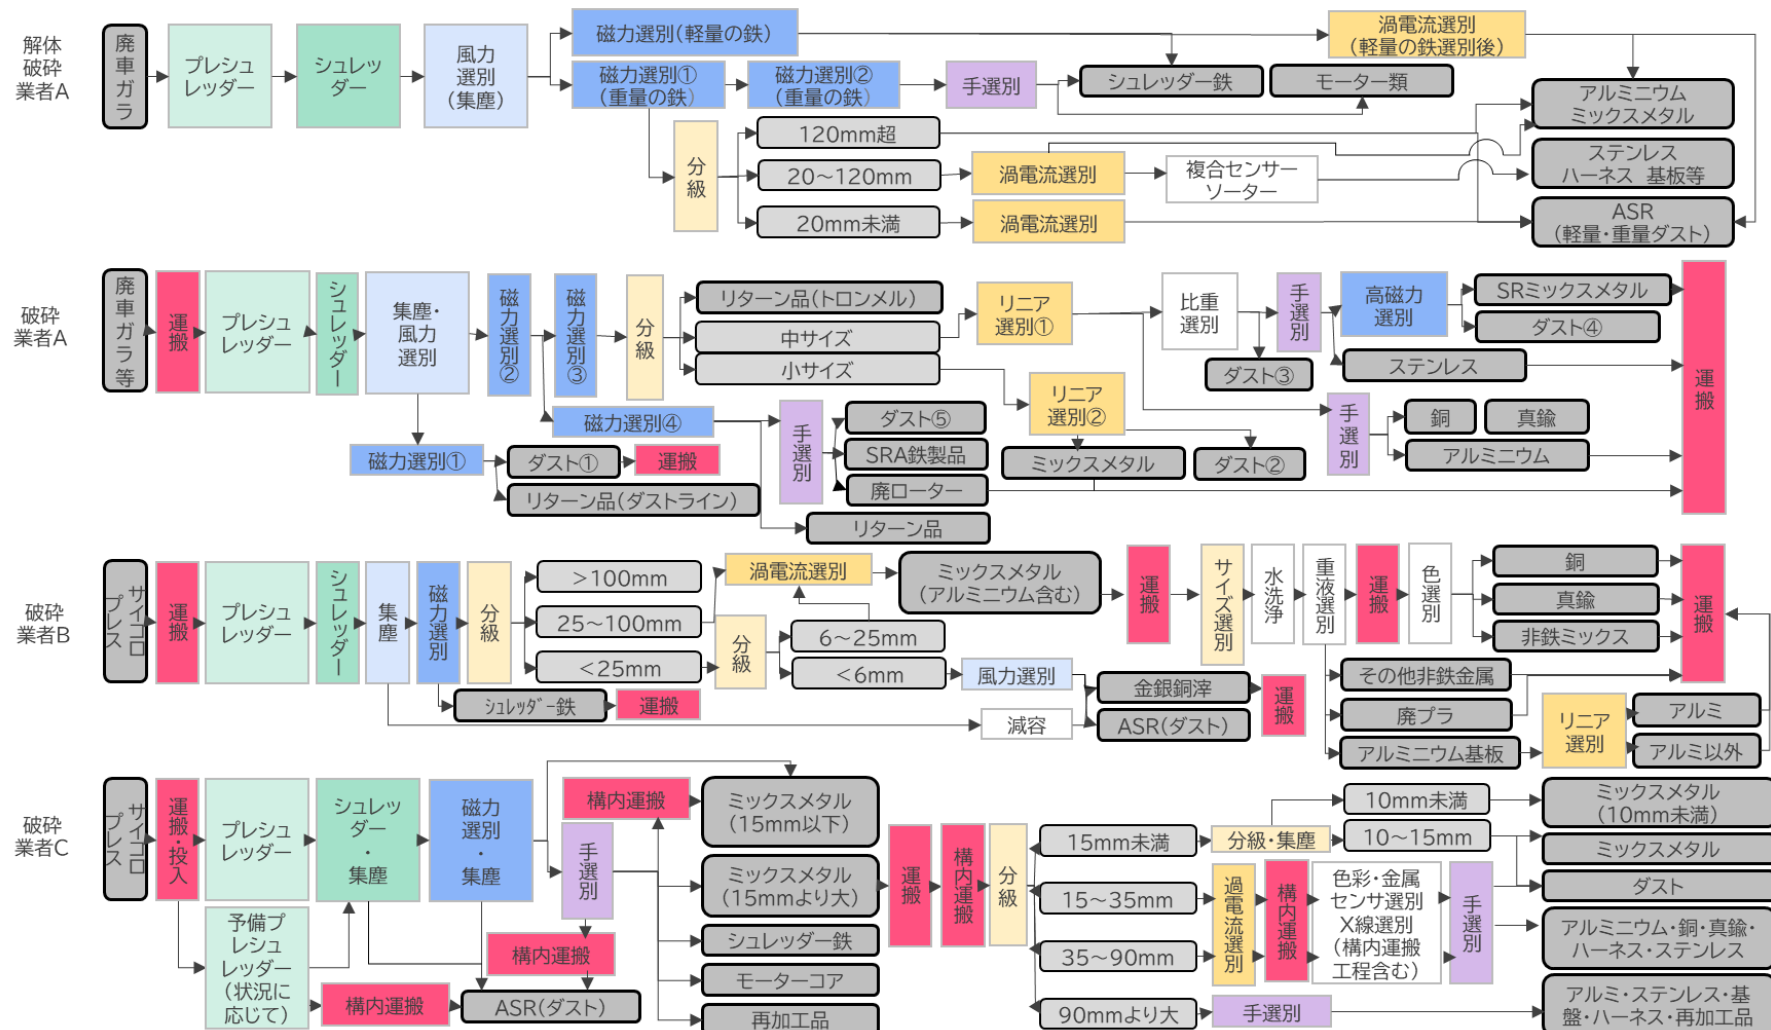 解体
破砕
業者A
廃車ガラ
プレシュ
レッダー
シュレッ
ダー
風力
選別
(集塵)
磁力選別(軽量の鉄)
磁力選別①
(重量の鉄)
磁力選別②
(重量の鉄)
手選別
シュレッダー鉄
モーター類
渦電流選別
(軽量の鉄選別後)
分級
120mm超
20～120mm
20mm未満
渦電流選別
渦電流選別
複合センサー
ソーター
アルミニウム
ミックスメタル
ステンレス
ハーネス 基板等
ASR
(軽量・重量ダスト)
破砕
業者A
廃車ガラ等
運搬
プレシュ
レッダー
シュレッダー
集塵・
風力
選別
磁力選別②
磁力選別③
分級
リターン品(トロンメル)
中サイズ
小サイズ
リニア
選別①
比重
選別
手選別
高磁力
選別
SRミックスメタル
ダスト④
ステンレス
ダスト③
運搬
磁力選別④
手選別
ダスト⑤
SRA鉄製品
廃ローター
リターン品
リニア
選別②
ミックスメタル
ダスト②
手選別
銅
真鍮
アルミニウム
磁力選別①
ダスト①
運搬
リターン品(ダストライン)
破砕
業者B
サイコロ
プレス
運搬
プレシュ
レッダー
シュレッダー
集塵
磁力選別
分級
>100mm
25～100mm
<25mm
渦電流選別
分級
6～25mm
<6mm
ミックスメタル
(アルミニウム含む)
運搬
サイズ選別
水洗浄
重液選別
運搬
色選別
銅
真鍮
非鉄ミックス
運搬
風力選別
金銀銅滓
ASR(ダスト)
運搬
その他非鉄金属
廃プラ
アルミニウム基板
リニア
選別
アルミ
アルミ以外
ｼｭﾚｯﾀﾞｰ鉄
運搬
減容
破砕
業者C
サイコロ
プレス
運搬・投入
プレシュ
レッダー
シュレッ
ダー
・
集塵
磁力
選別
・
集塵
構内運搬
手選別
構内運搬
予備プ
レシュ
レッダー
(状況に
応じて)
構内運搬
ASR(ダスト)
ミックスメタル
(15mm以下)
ミックスメタル
(15mmより大)
シュレッダー鉄
モーターコア
再加工品
運搬
構内運搬
分級
15mm未満
15～35mm
35～90mm
90mmより大
分級・集塵
10mm未満
10～15mm
過電流選別
構内運搬
色彩・金属
センサ選別
X線選別
(構内運搬
工程含む)
手選別
手選別
ミックスメタル
(10mm未満)
ミックスメタル
ダスト
アルミニウム・銅・真鍮・
ハーネス・ステンレス
アルミ・ステンレス・基
盤・ハーネス・再加工品